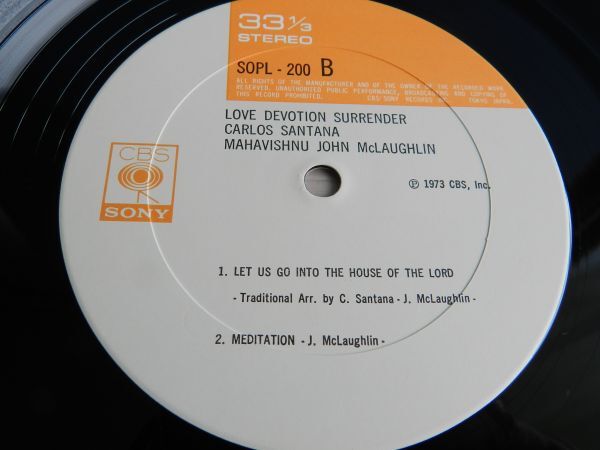 33 1/3
STEREO
SOPL - 200 B
ALL RIGHTS OF THE MANUFACTURER AND OF THE OWNER OF THE RECORDED WORK
RESERVED. UNAUTHORIZED PUBLIC PERFORMANCE, BROADCASTING AND COPYING OF
THIS RECORD PROHIBITED. CBS/SONY RECORDS INC. TOKYO, JAPAN.
LOVE DEVOTION SURRENDER
CARLOS SANTANA
MAHAVISHNU JOHN McLAUGHLIN
CBS
SONY
℗ 1973 CBS, Inc.
1. LET US GO INTO THE HOUSE OF THE LORD
- Traditional Arr. by C. Santana - J. McLaughlin -
2. MEDITATION - J. McLaughlin -